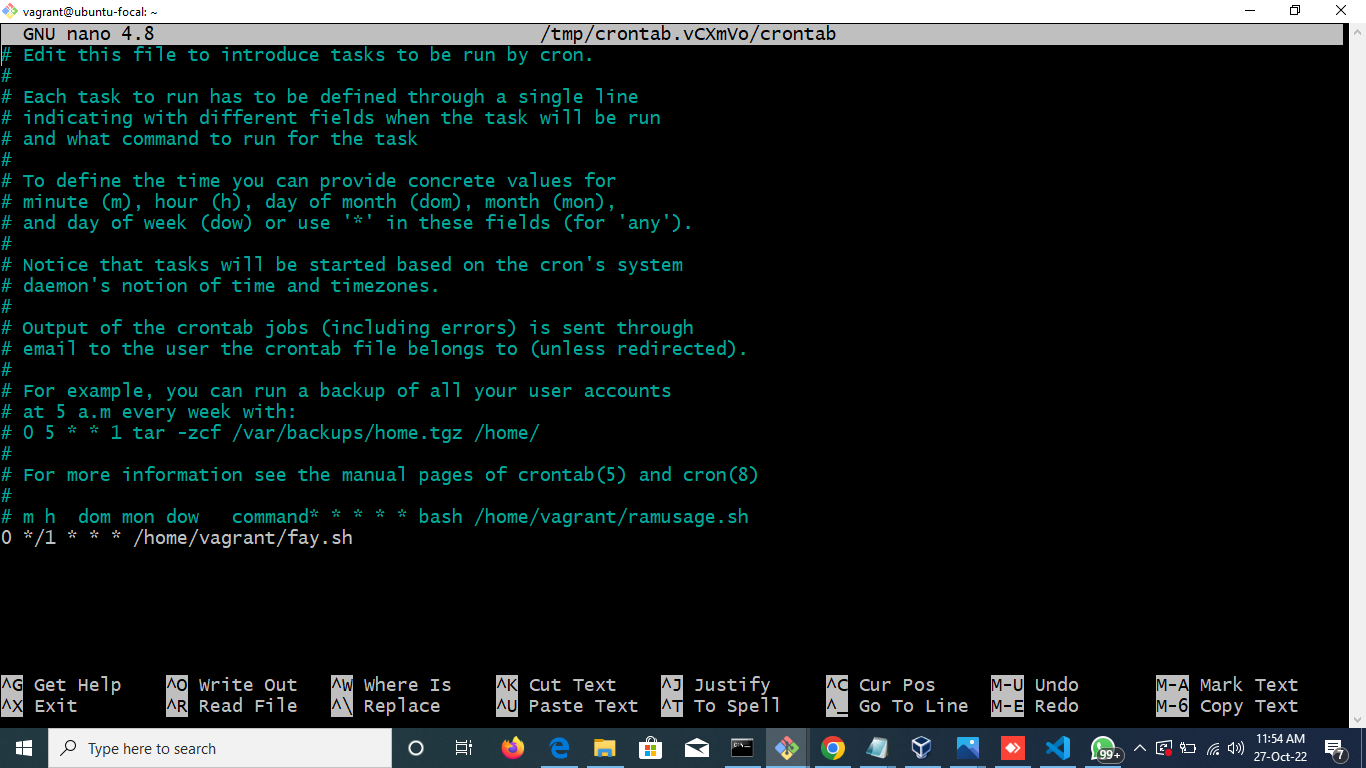 vagrant@ubuntu-focal: ~
GNU nano 4.8 /tmp/crontab.vCXmVo/crontab
# Edit this file to introduce tasks to be run by cron.
#
# Each task to run has to be defined through a single line
# indicating with different fields when the task will be run
# and what command to run for the task
#
# To define the time you can provide concrete values for
# minute (m), hour (h), day of month (dom), month (mon),
# and day of week (dow) or use '*' in these fields (for 'any').
#
# Notice that tasks will be started based on the cron's system
# daemon's notion of time and timezones.
#
# Output of the crontab jobs (including errors) is sent through
# email to the user the crontab file belongs to (unless redirected).
#
# For example, you can run a backup of all your user accounts
# at 5 a.m every week with:
# 0 5 * * 1 tar -zcf /var/backups/home.tgz /home/
#
# For more information see the manual pages of crontab(5) and cron(8)
#
# m h  dom mon dow   command* * * * * bash /home/vagrant/ramusage.sh
0 */1 * * * /home/vagrant/fay.sh
^G Get Help ^O Write Out ^W Where Is ^K Cut Text ^J Justify ^C Cur Pos M-U Undo M-A Mark Text
^X Exit ^R Read File ^\ Replace ^U Paste Text ^T To Spell ^_ Go To Line M-E Redo M-6 Copy Text
Type here to search
99+
11:54 AM
27-Oct-22
7